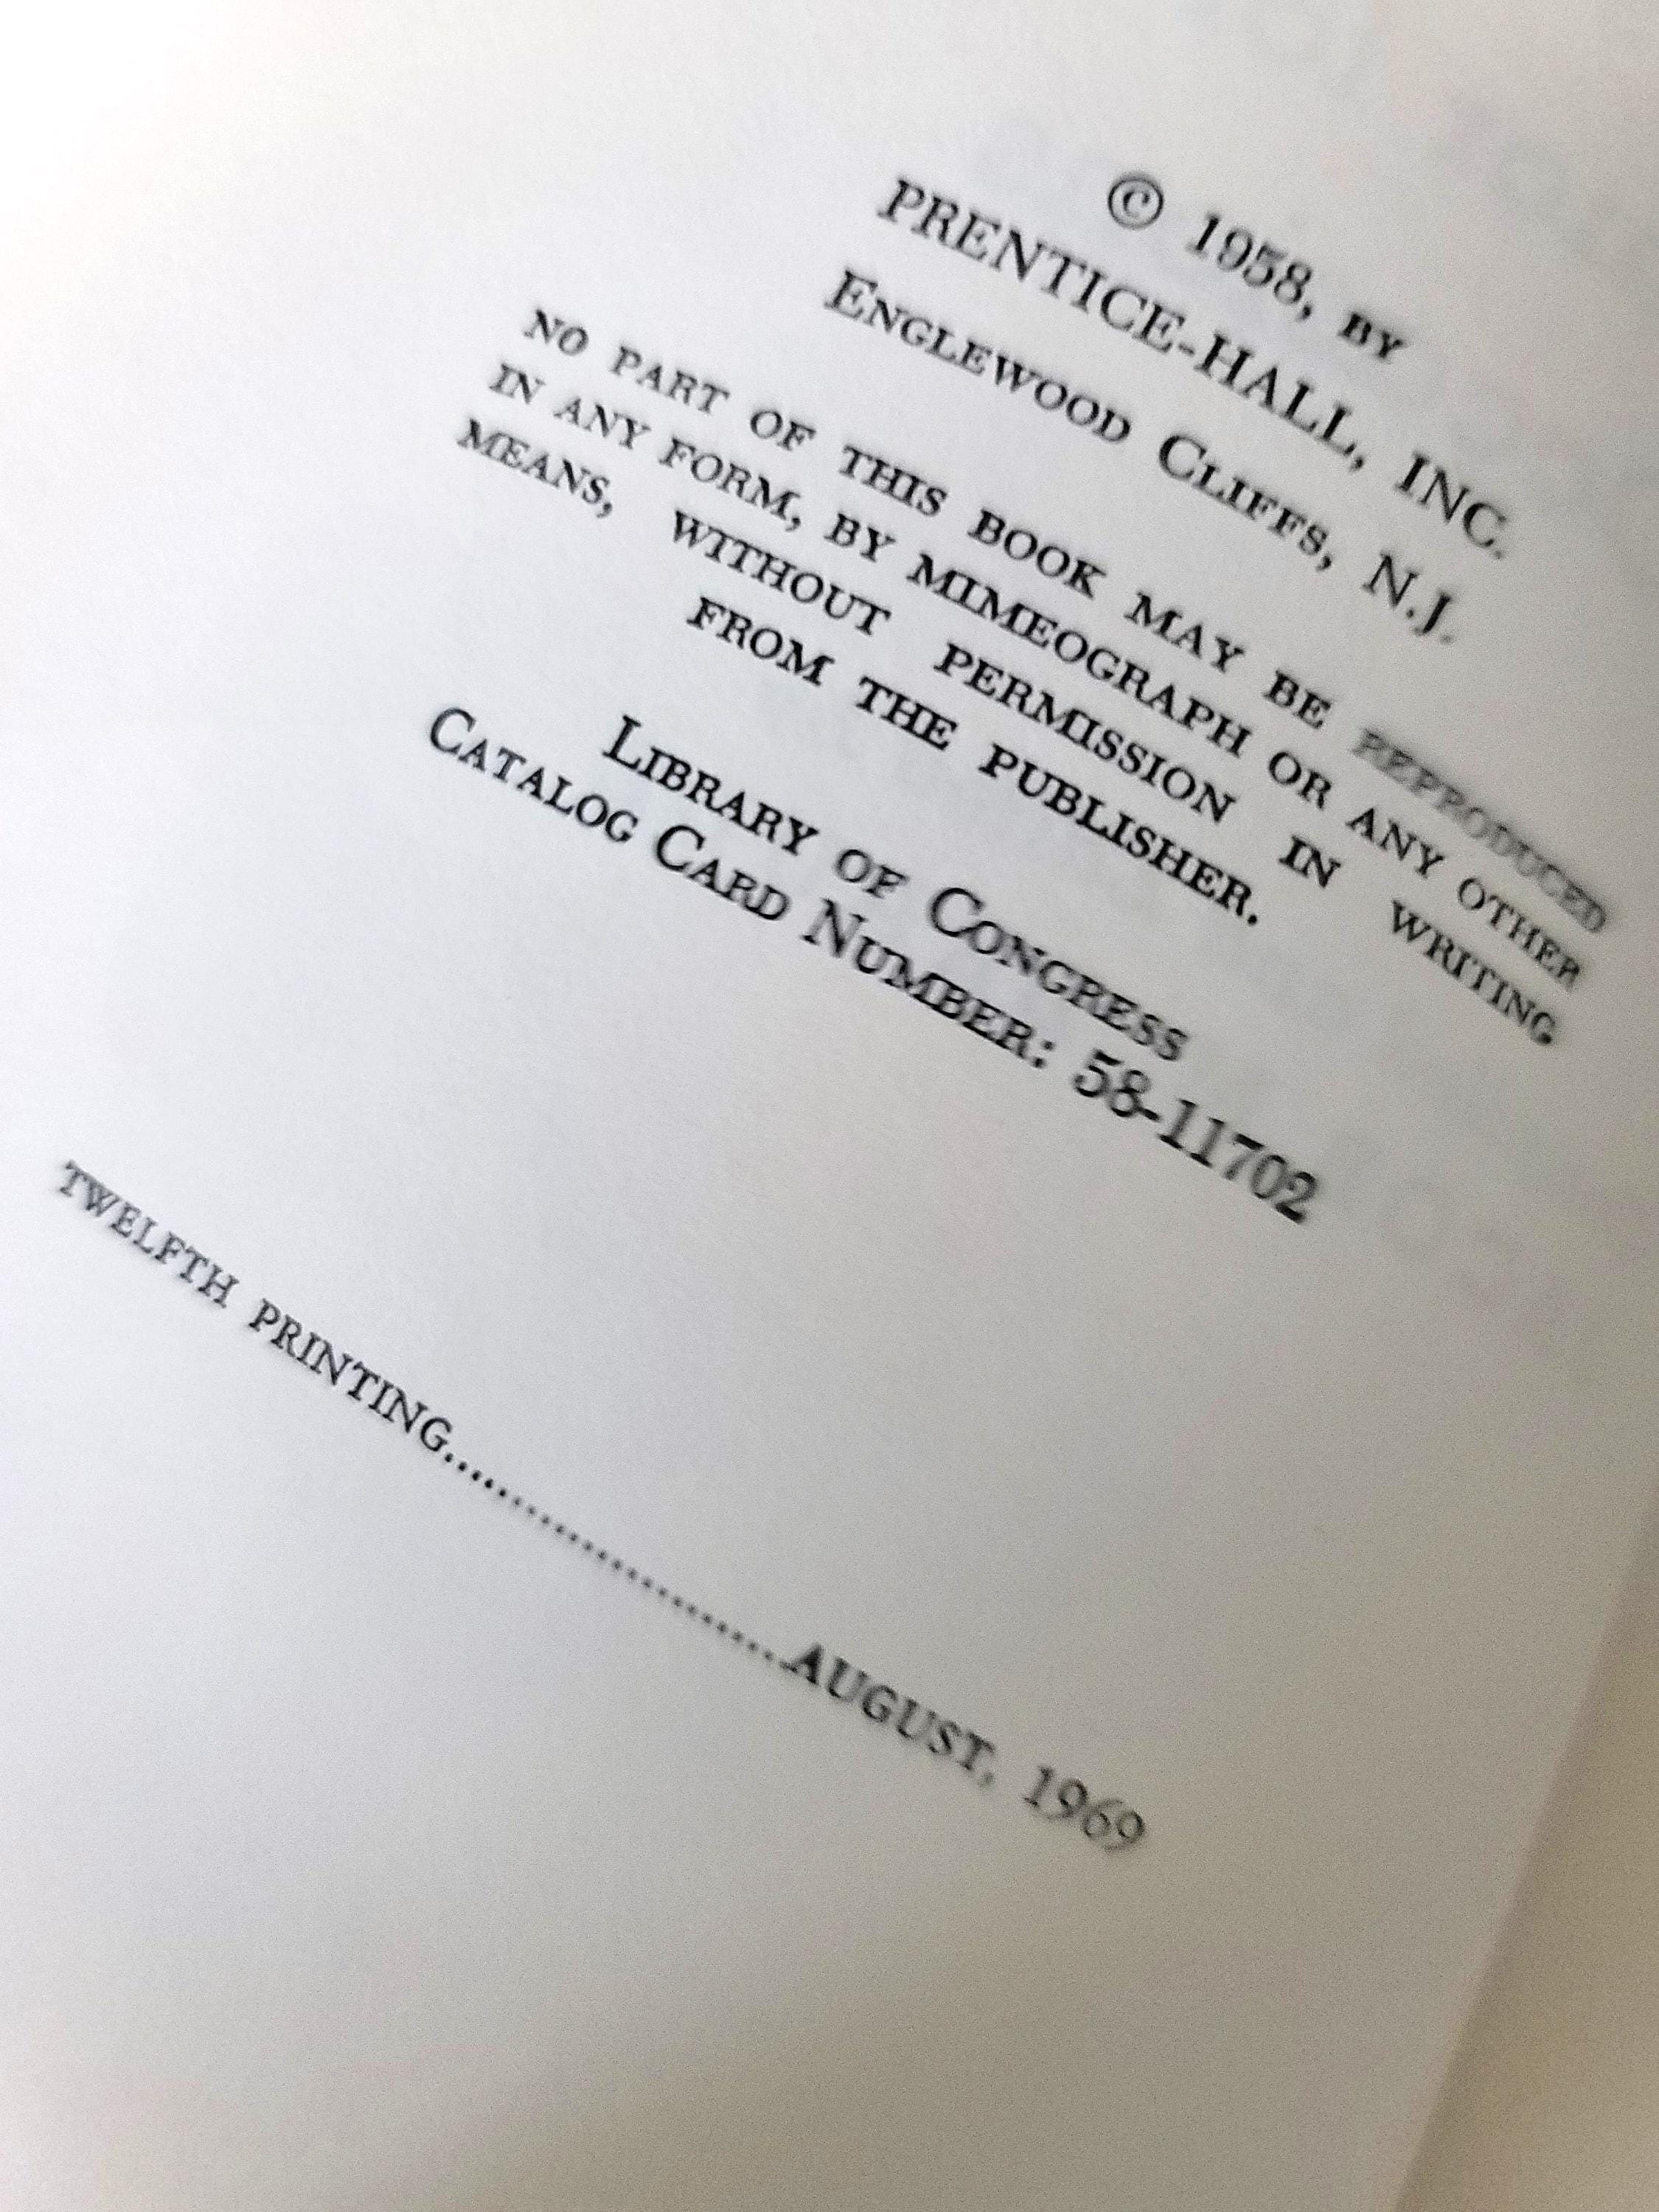 © 1958, BY
PRENTICE-HALL, INC.
ENGLEWOOD CLIFFS, N.J.
NO PART OF THIS BOOK MAY BE REPRODUCED
IN ANY FORM, BY MIMEOGRAPH OR ANY OTHER
MEANS, WITHOUT PERMISSION IN WRITING
FROM THE PUBLISHER.
LIBRARY OF CONGRESS
CATALOG CARD NUMBER: 58-11702
TWELFTH PRINTING..............................AUGUST, 1969